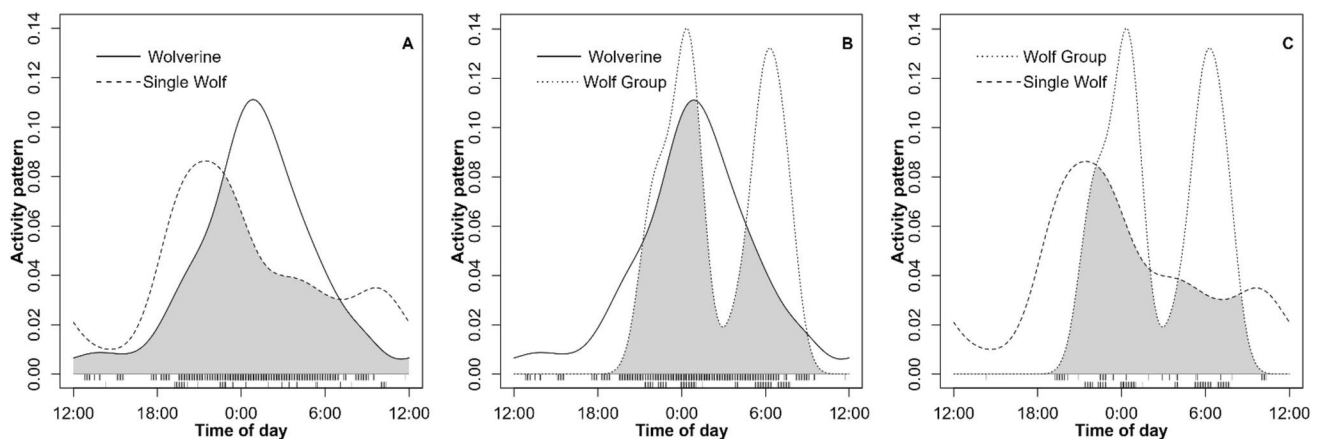 A
Wolverine
Single Wolf
Activity pattern
0.14
0.12
0.10
0.08
0.06
0.04
0.02
0.00
12:00 18:00 0:00 6:00 12:00
Time of day
B
Wolverine
Wolf Group
Activity pattern
0.14
0.12
0.10
0.08
0.06
0.04
0.02
0.00
12:00 18:00 0:00 6:00 12:00
Time of day
C
Wolf Group
Single Wolf
Activity pattern
0.14
0.12
0.10
0.08
0.06
0.04
0.02
0.00
12:00 18:00 0:00 6:00 12:00
Time of day